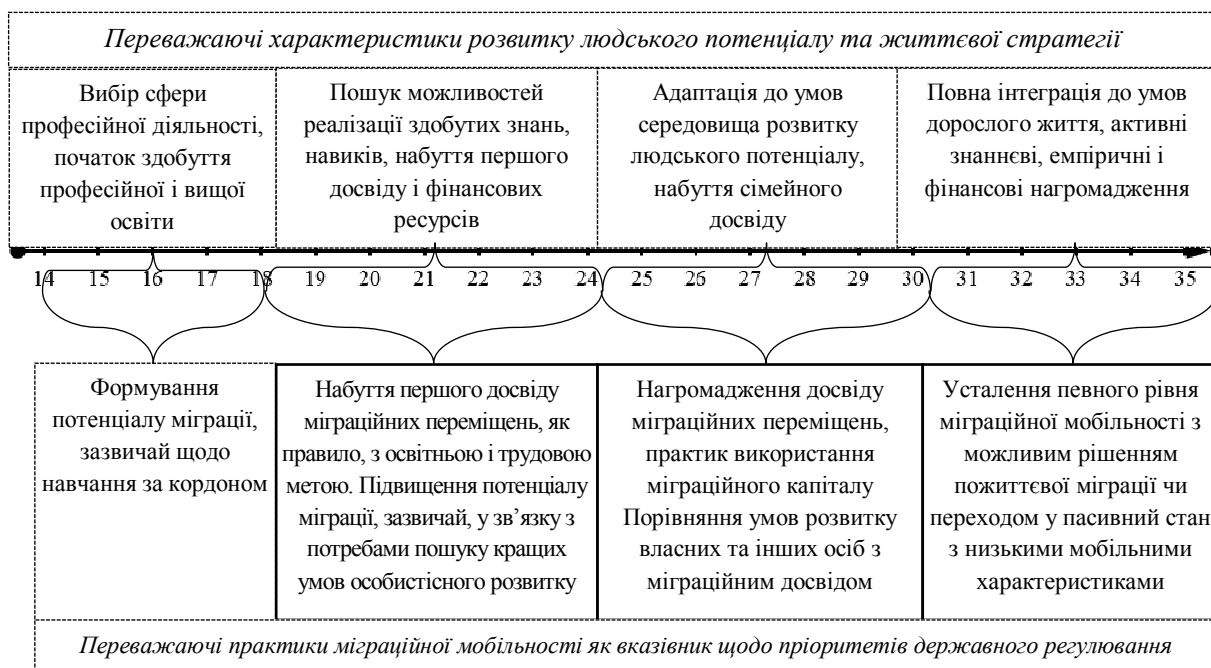 Переважаючі характеристики розвитку людського потенціалу та життєвої стратегії
Вибір сфери
професійної діяльності,
початок здобуття
професійної і вищої
освіти
Пошук можливостей
реалізації здобутих знань,
навиків, набуття першого
досвіду і фінансових
ресурсів
Адаптація до умов
середовища розвитку
людського потенціалу,
набуття сімейного
досвіду
Повна інтеграція до умов
дорослого життя, активні
знаннєві, емпіричні і
фінансові нагромадження
14 15 16 17 18 19 20 21 22 23 24 25 26 27 28 29 30 31 32 33 34 35
Формування
потенціалу міграції,
зазвичай щодо
навчання за кордоном
Набуття першого досвіду
міграційних переміщень, як
правило, з освітньою і трудовою
метою. Підвищення потенціалу
міграції, зазвичай, у зв’язку з
потребами пошуку кращих
умов особистісного розвитку
Нагромадження досвіду
міграційних переміщень,
практик використання
міграційного капіталу
Порівняння умов розвитку
власних та інших осіб з
міграційним досвідом
Усталення певного рівня
міграційної мобільності з
можливим рішенням
пожиттєвої міграції чи
переходом у пасивний стан
з низькими мобільними
характеристиками
Переважаючі практики міграційної мобільності як вказівник щодо пріоритетів державного регулювання